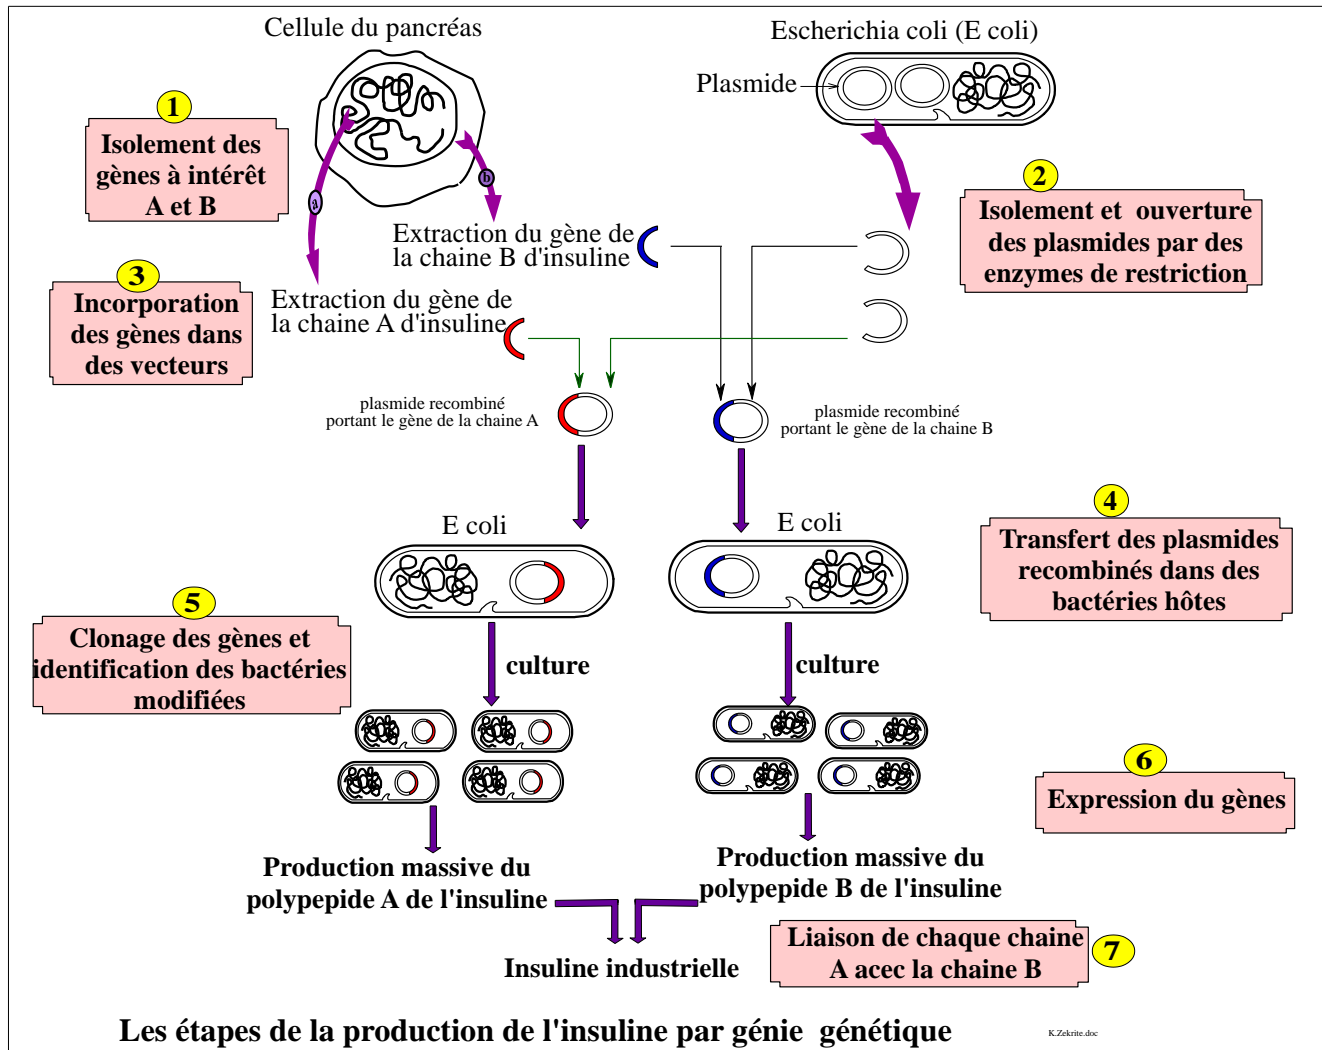 Cellule du pancréas
Escherichia coli (E coli)
Plasmide
1
Isolement des
gènes à intérêt
A et B
a
b
2
Isolement et ouverture
des plasmides par des
enzymes de restriction
Extraction du gène de
la chaine B d'insuline
3
Incorporation
des gènes dans
des vecteurs
Extraction du gène de
la chaine A d'insuline
plasmide recombiné
portant le gène de la chaine A
plasmide recombiné
portant le gène de la chaine B
4
Transfert des plasmides
recombinés dans des
bactéries hôtes
E coli
E coli
5
Clonage des gènes et
identification des bactéries
modifiées
culture
culture
6
Expression du gènes
Production massive du
polypepide A de l'insuline
Production massive du
polypepide B de l'insuline
7
Liaison de chaque chaine
A acec la chaine B
Insuline industrielle
Les étapes de la production de l'insuline par génie génétique
K.Zekrite.doc